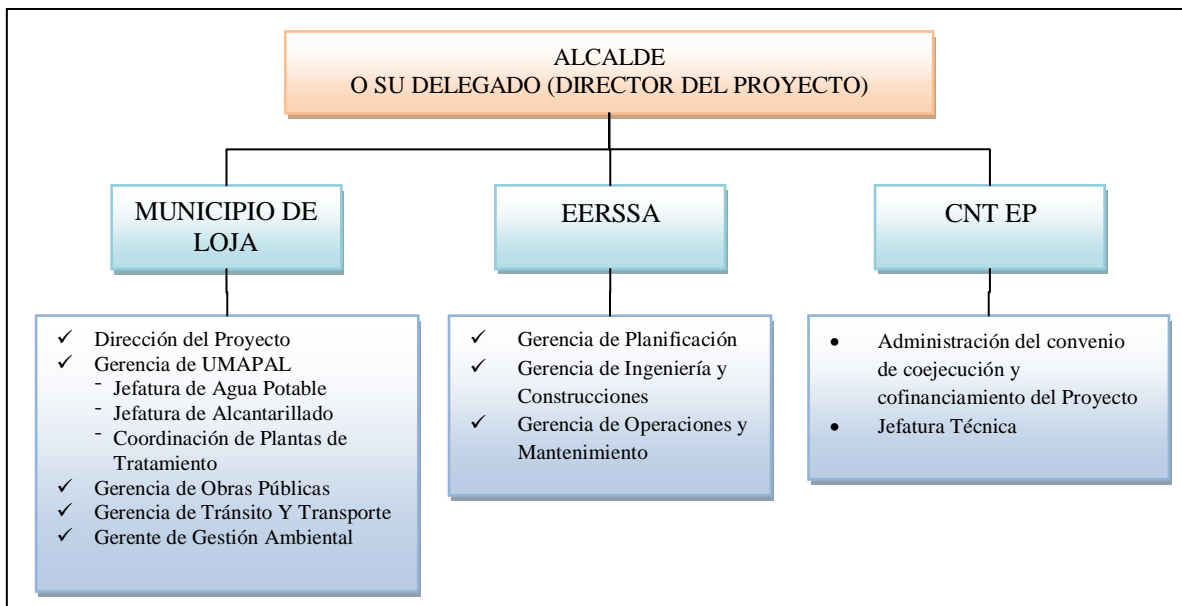 ALCALDE
O SU DELEGADO (DIRECTOR DEL PROYECTO)
MUNICIPIO DE
LOJA
✓ Dirección del Proyecto
✓ Gerencia de UMAPAL
- Jefatura de Agua Potable
- Jefatura de Alcantarillado
- Coordinación de Plantas de
Tratamiento
✓ Gerencia de Obras Públicas
✓ Gerencia de Tránsito Y Transporte
✓ Gerente de Gestión Ambiental
EERSSA
✓ Gerencia de Planificación
✓ Gerencia de Ingeniería y
Construcciones
✓ Gerencia de Operaciones y
Mantenimiento
CNT EP
• Administración del convenio
de coejecución y
cofinanciamiento del Proyecto
• Jefatura Técnica